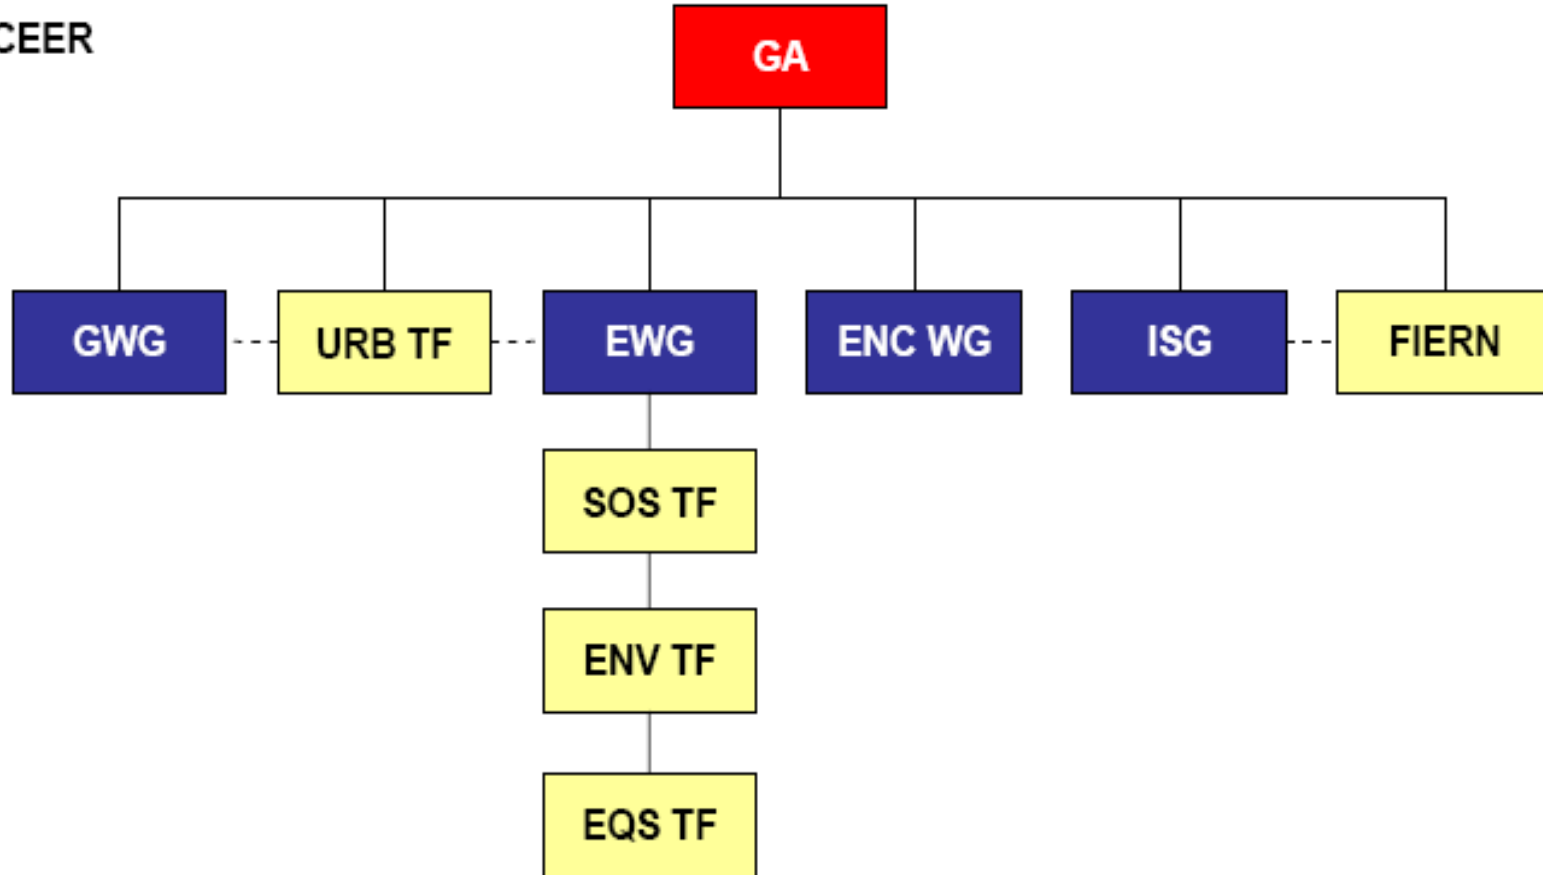 CEER
GA
GWG
URB TF
EWG
ENC WG
ISG
FIERN
SOS TF
ENV TF
EQS TF